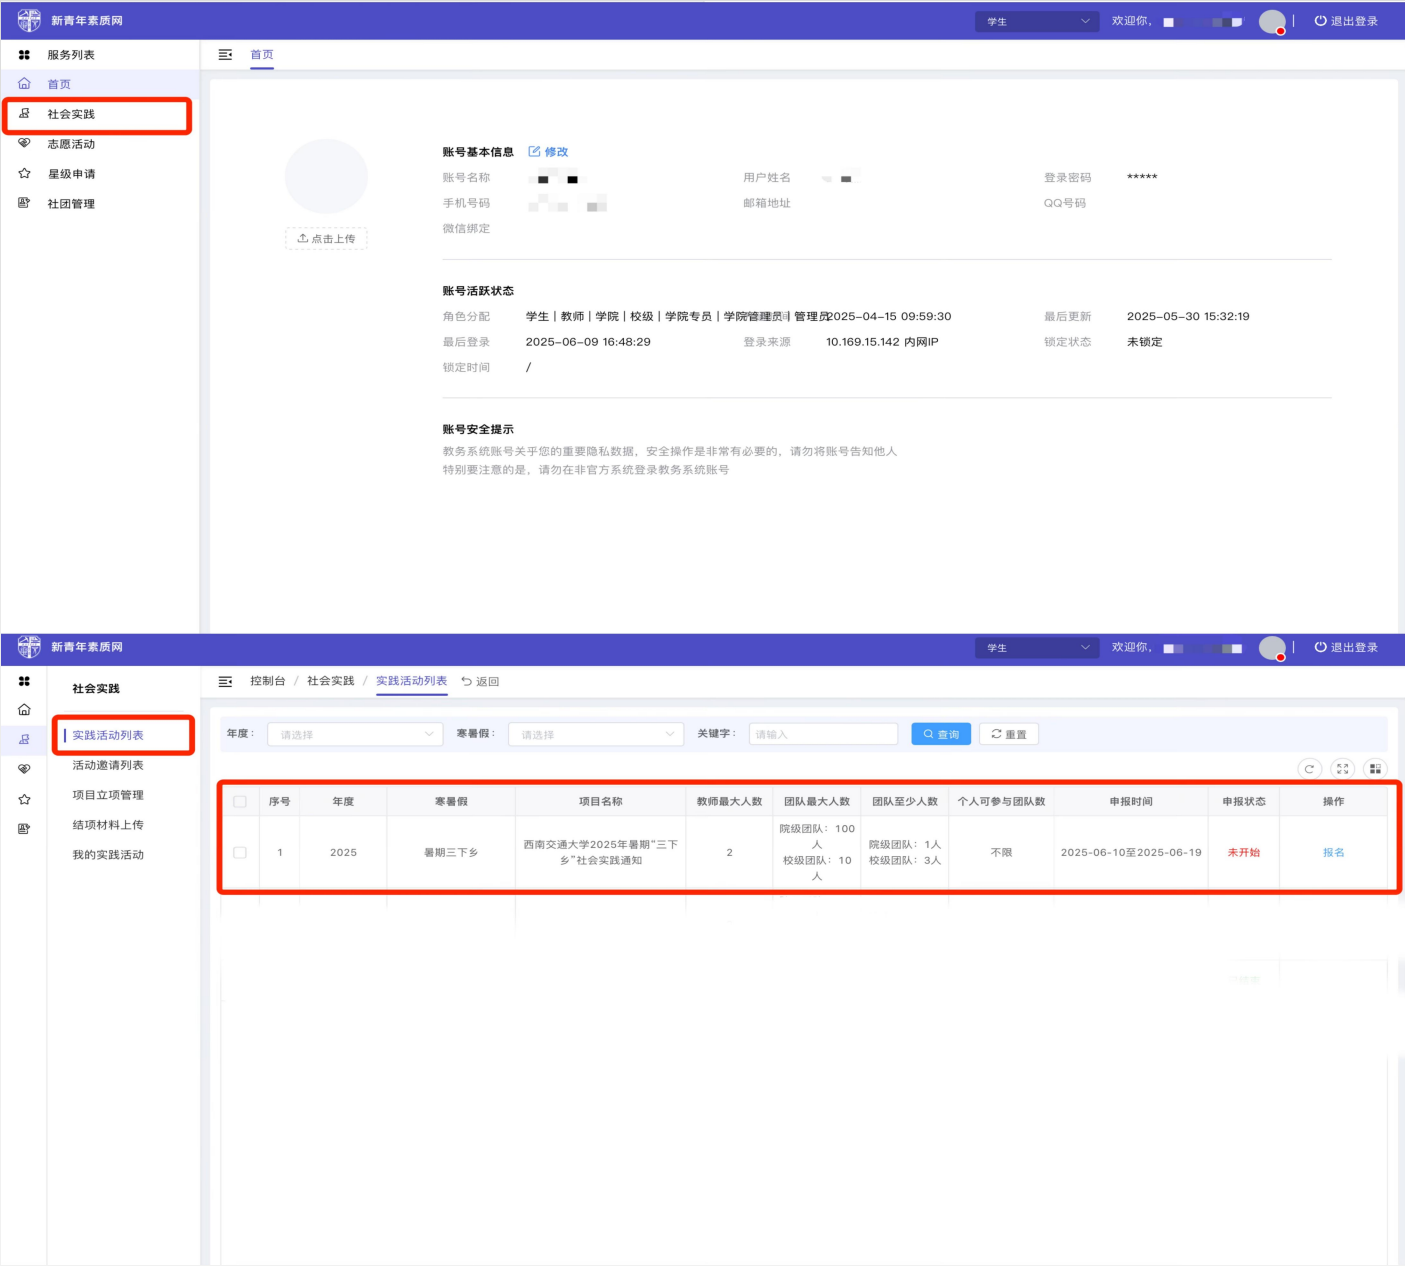 新青年素质网
学生
欢迎你,
退出登录
服务列表
首页
首页
社会实践
志愿活动
星级申请
社团管理
点击上传
账号基本信息 修改
账号名称
用户姓名
登录密码 *****
手机号码
邮箱地址
QQ号码
微信绑定
账号活跃状态
角色分配 学生 | 教师 | 学院 | 校级 | 学院专员 | 学院管理员 | 管理员 2025-04-15 09:59:30
最后更新 2025-05-30 15:32:19
最后登录 2025-06-09 16:48:29
登录来源 10.169.15.142 内网IP
锁定状态 未锁定
锁定时间 /
账号安全提示
教务系统账号关乎您的重要隐私数据,安全操作是非常有必要的,请勿将账号告知他人
特别要注意的是,请勿在非官方系统登录教务系统账号
新青年素质网
学生
欢迎你,
退出登录
社会实践
控制台 / 社会实践 / 实践活动列表 返回
实践活动列表
活动邀请列表
项目立项管理
结项材料上传
我的实践活动
年度: 请选择 寒暑假: 请选择 关键字: 请输入 查询 重置
序号 年度 寒暑假 项目名称 教师最大人数 团队最大人数 团队至少人数 个人可参与团队数 申报时间 申报状态 操作
1 2025 暑期三下乡
西南交通大学2025年暑期"三下
乡"社会实践通知
2
院级团队:100
人
校级团队:10
人
院级团队:1人
校级团队:3人
不限 2025-06-10至2025-06-19 未开始 报名